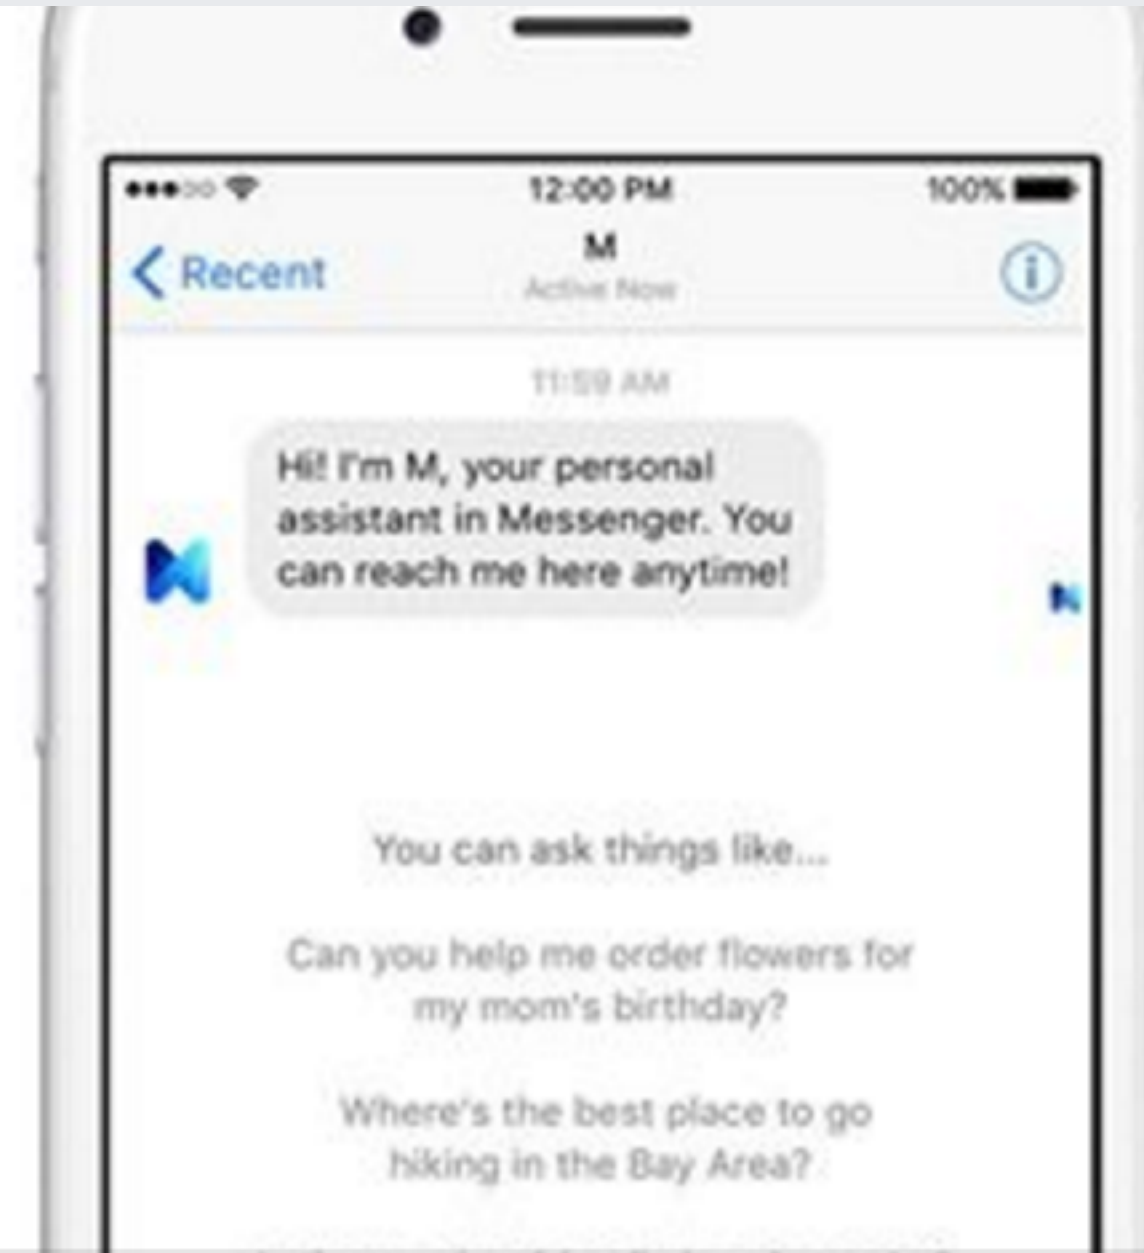 12:00 PM
100%
Recent
M
Active Now
11:59 AM
Hi! I'm M, your personal
assistant in Messenger. You
can reach me here anytime!
You can ask things like...
Can you help me order flowers for
my mom's birthday?
Where's the best place to go
hiking in the Bay Area?